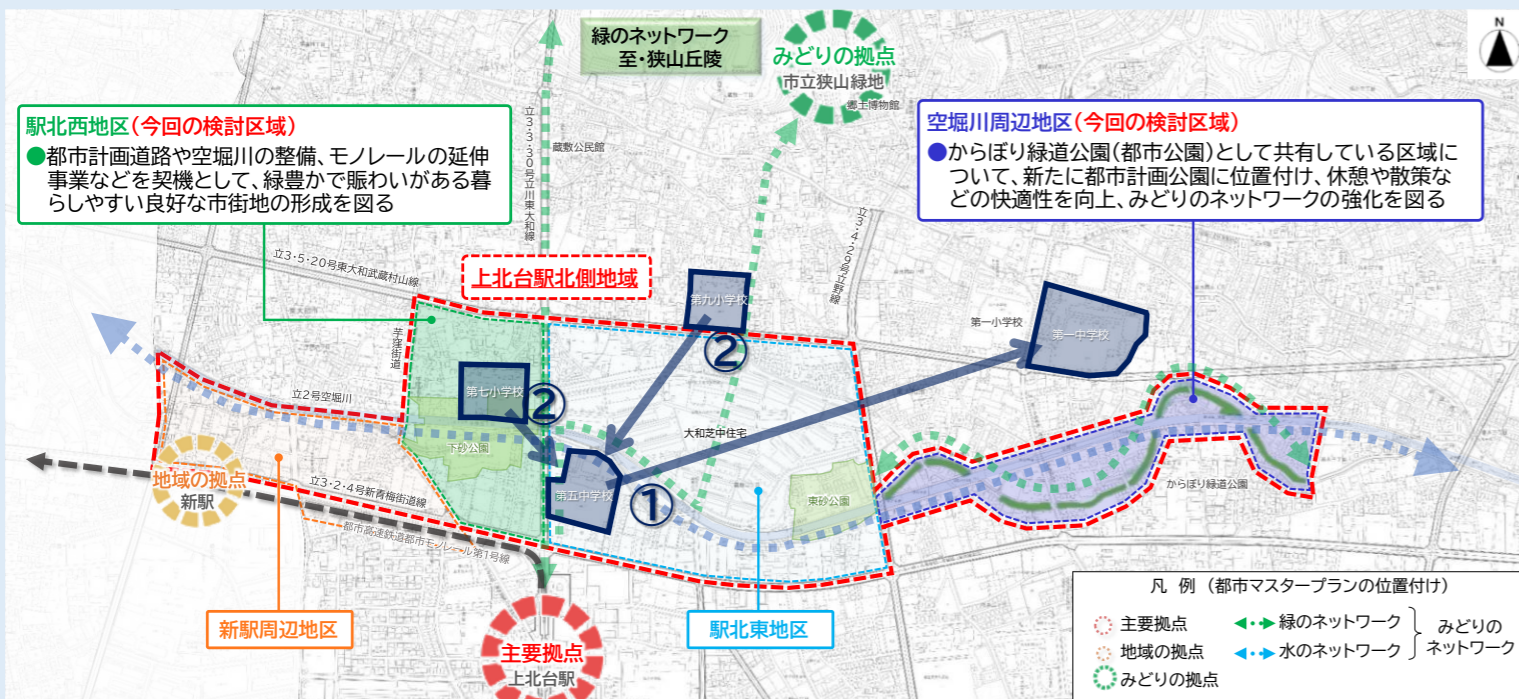 緑のネットワーク
至・狭山丘陵
みどりの拠点
市立狭山緑地
郷土博物館
N
駅北西地区(今回の検討区域)
●都市計画道路や空堀川の整備、モノレールの延伸
事業などを契機として、緑豊かで賑わいがある暮
らしやすい良好な市街地の形成を図る
立3・3・30号立川東大和線
蔵敷公民館
空堀川周辺地区(今回の検討区域)
●からぼり緑道公園(都市公園)として共有している区域に
ついて、新たに都市計画公園に位置付け、休憩や散策な
どの快適性を向上、みどりのネットワークの強化を図る
立3・5・20号東大和武蔵村山線
上北台駅北側地域
立3・4・29号立野線
第九小学校
②
第一小学校
第一中学校
芋窪街道
立2号空堀川
第七小学校
②
下砂公園
大和芝中住宅
第五中学校
①
東砂公園
からぼり緑道公園
地域の拠点
新駅
立3・2・4号新青梅街道線
都市高速鉄道都市モノレール第1号線
新駅周辺地区
駅北東地区
主要拠点
上北台駅
凡 例 (都市マスタープランの位置付け)
主要拠点
地域の拠点
みどりの拠点
緑のネットワーク
水のネットワーク
みどりの
ネットワーク